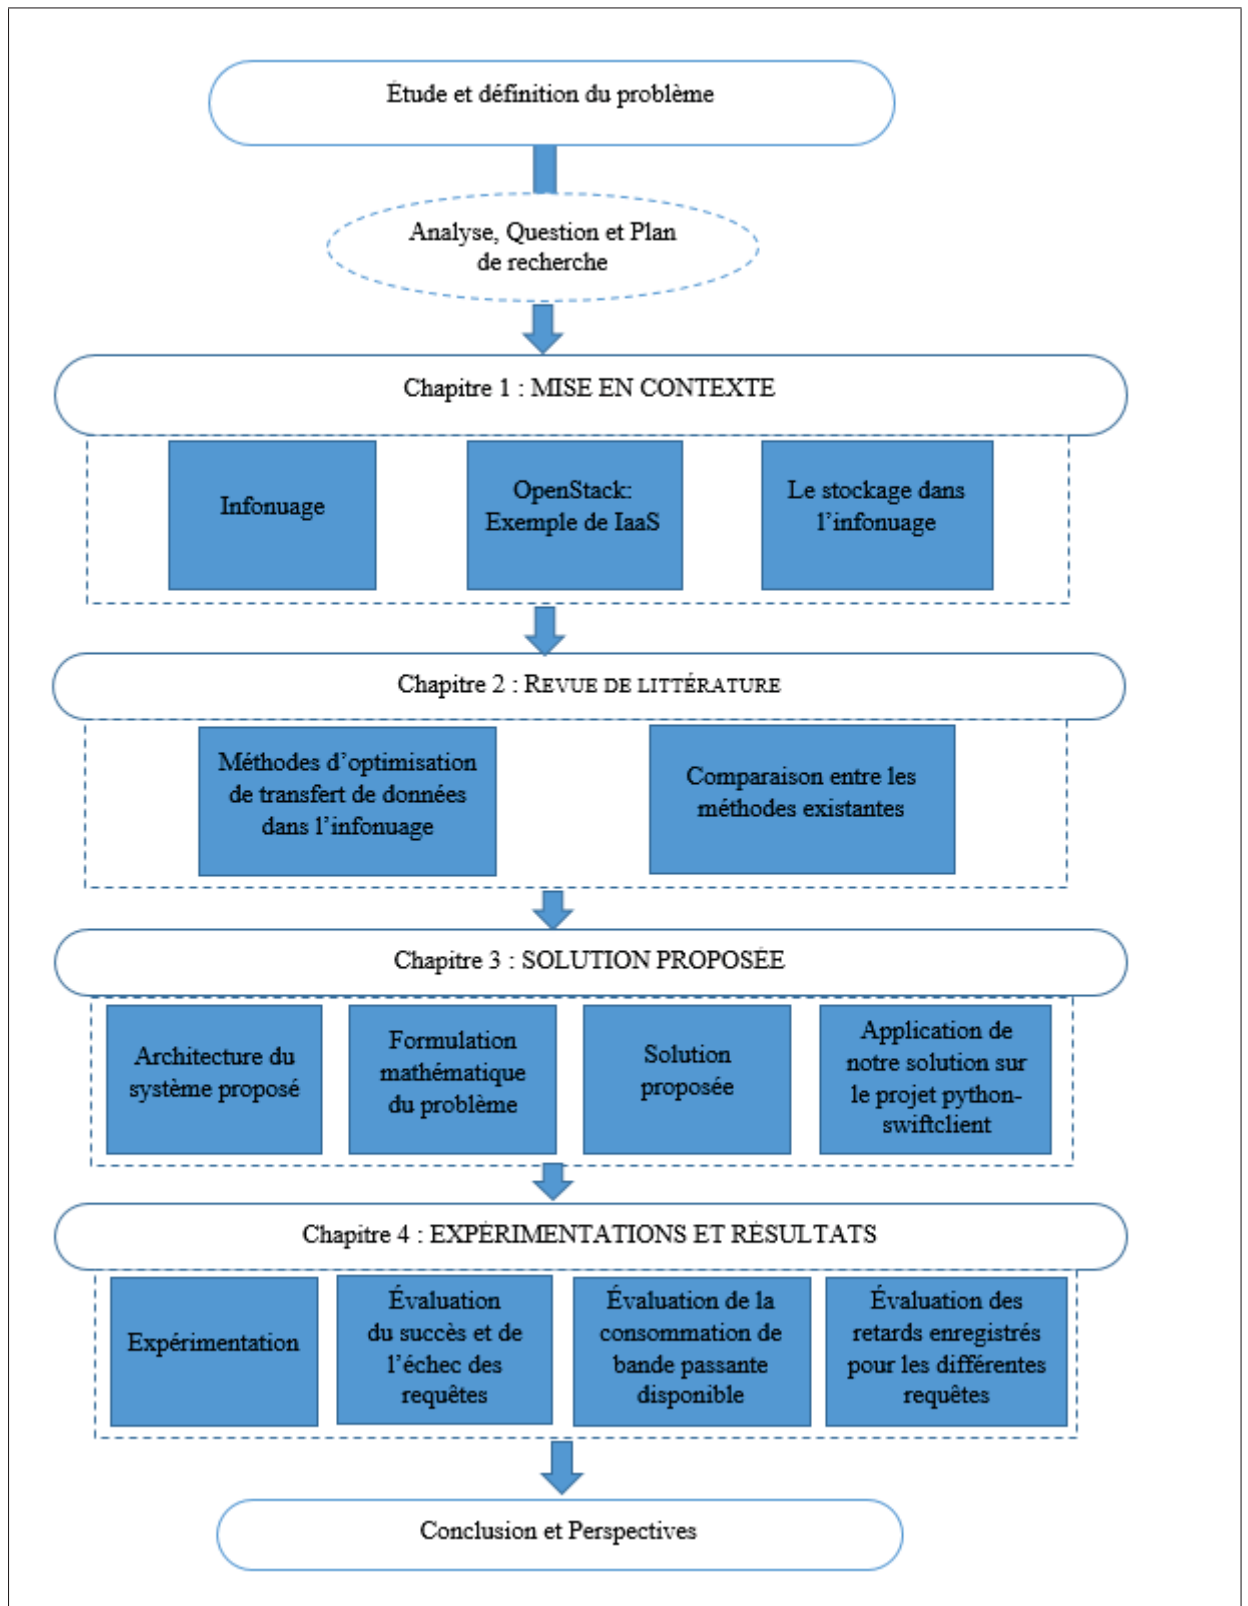 Étude et définition du problème
Analyse, Question et Plan
de recherche
Chapitre 1 : MISE EN CONTEXTE
Infonuage
OpenStack:
Exemple de IaaS
Le stockage dans
l’infonuage
Chapitre 2 : REVUE DE LITTÉRATURE
Méthodes d’optimisation
de transfert de données
dans l’infonuage
Comparaison entre les
méthodes existantes
Chapitre 3 : SOLUTION PROPOSÉE
Architecture du
système proposé
Formulation
mathématique
du problème
Solution
proposée
Application de
notre solution sur
le projet python-
swiftclient
Chapitre 4 : EXPÉRIMENTATIONS ET RÉSULTATS
Expérimentation
Évaluation
du succès et de
l’échec des
requêtes
Évaluation de la
consommation de
bande passante
disponible
Évaluation des
retards enregistrés
pour les différentes
requêtes
Conclusion et Perspectives